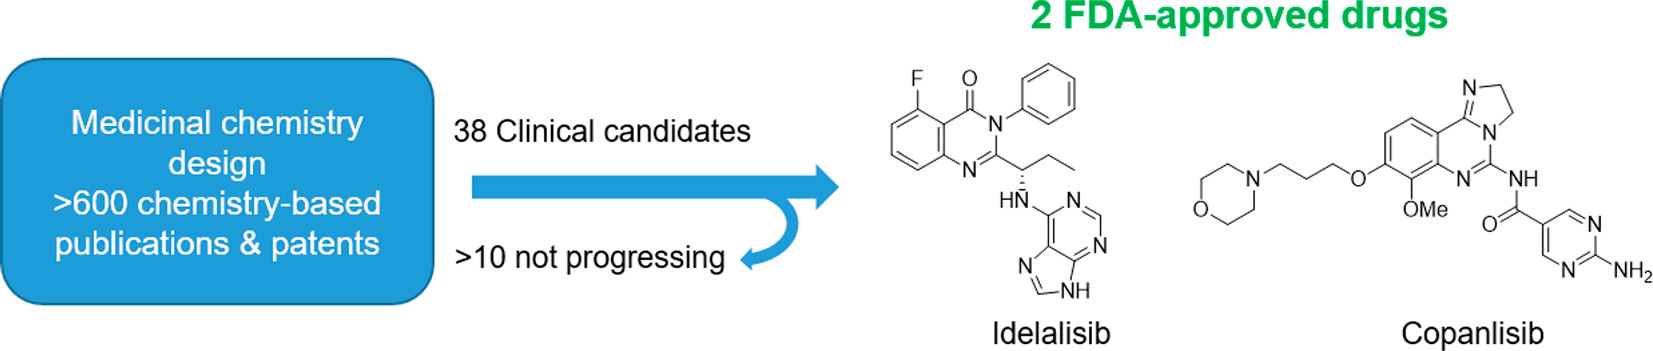 2 FDA-approved drugs
Medicinal chemistry
design
>600 chemistry-based
publications & patents
38 Clinical candidates
>10 not progressing
F
O
N
N
HN
N
N
N
NH
Idelalisib
N
N
N
NH
O
OMe
O
N
O
N
N
NH2
Copanlisib